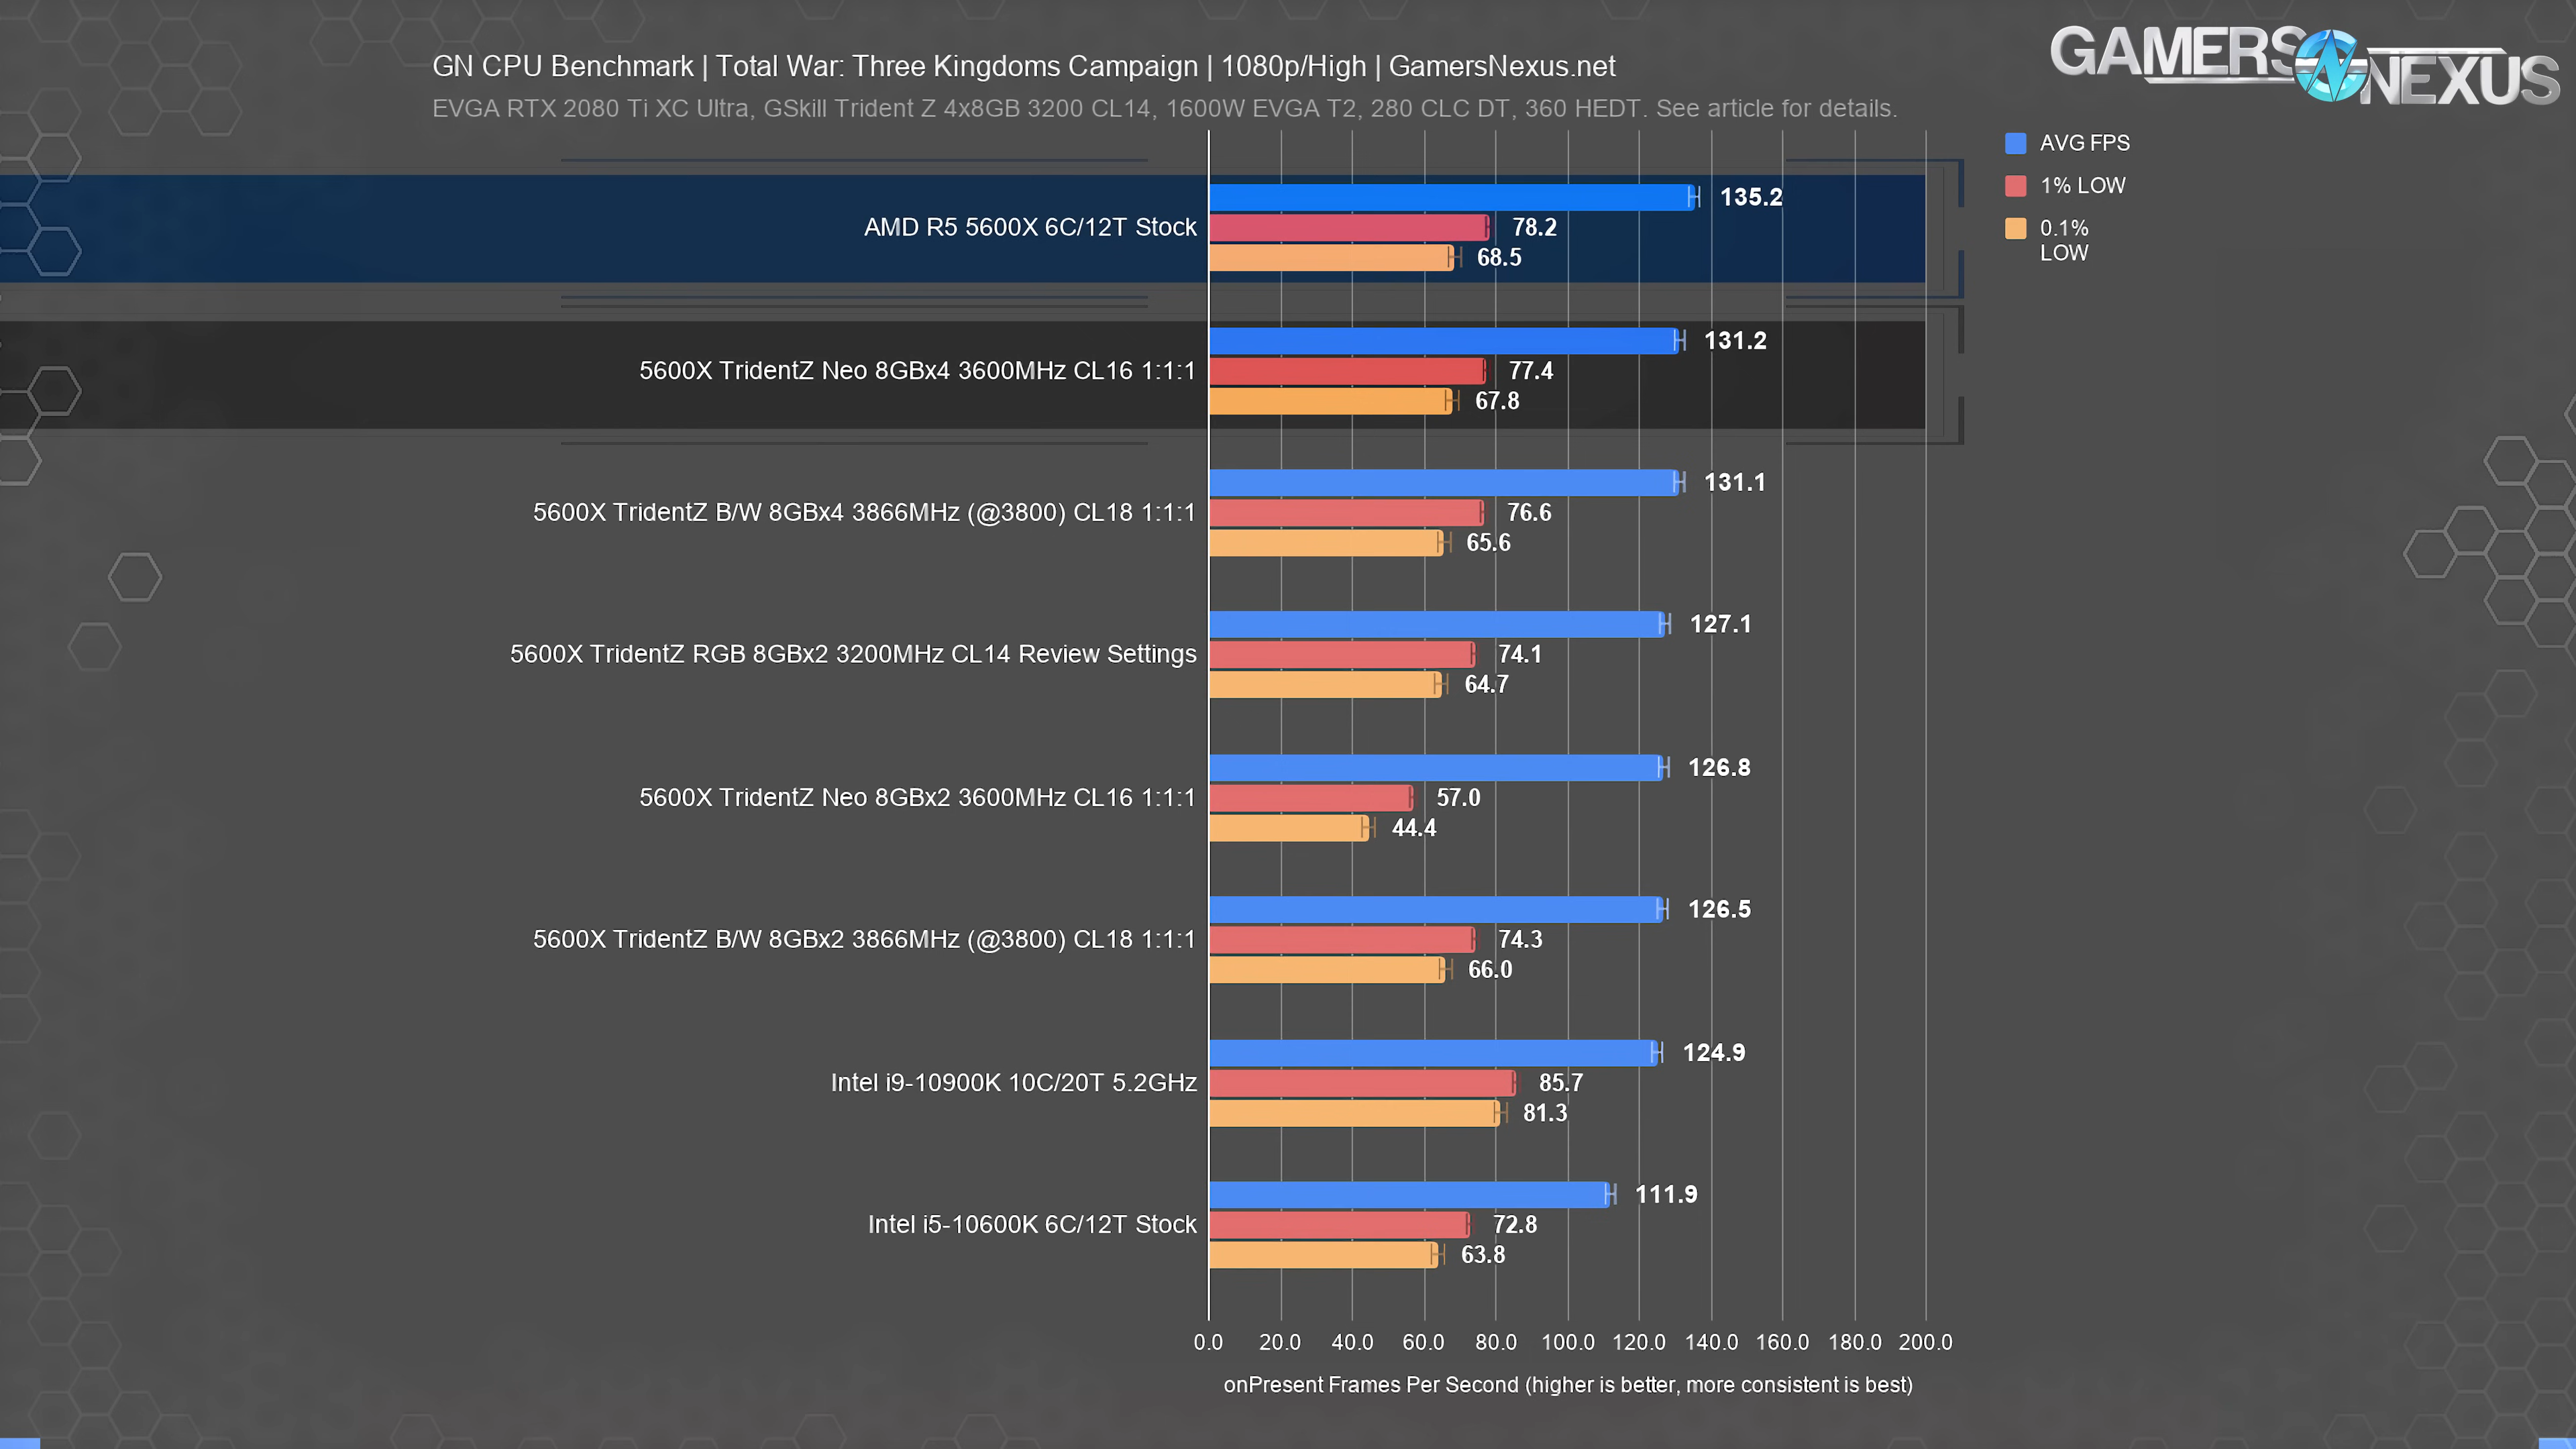 GN CPU Benchmark | Total War: Three Kingdoms Campaign | 1080p/High | GamersNexus.net
EVGA RTX 2080 Ti XC Ultra, GSkill Trident Z 4x8GB 3200 CL14, 1600W EVGA T2, 280 CLC DT, 360 HEDT. See article for details.
GAMERS NEXUS
AVG FPS
1% LOW
0.1%
LOW
AMD R5 5600X 6C/12T Stock
135.2
78.2
68.5
5600X TridentZ Neo 8GBx4 3600MHz CL16 1:1:1
131.2
77.4
67.8
5600X TridentZ B/W 8GBx4 3866MHz (@3800) CL18 1:1:1
131.1
76.6
65.6
5600X TridentZ RGB 8GBx2 3200MHz CL14 Review Settings
127.1
74.1
64.7
5600X TridentZ Neo 8GBx2 3600MHz CL16 1:1:1
126.8
57.0
44.4
5600X TridentZ B/W 8GBx2 3866MHz (@3800) CL18 1:1:1
126.5
74.3
66.0
Intel i9-10900K 10C/20T 5.2GHz
124.9
85.7
81.3
Intel i5-10600K 6C/12T Stock
111.9
72.8
63.8
0.0 20.0 40.0 60.0 80.0 100.0 120.0 140.0 160.0 180.0 200.0
onPresent Frames Per Second (higher is better, more consistent is best)